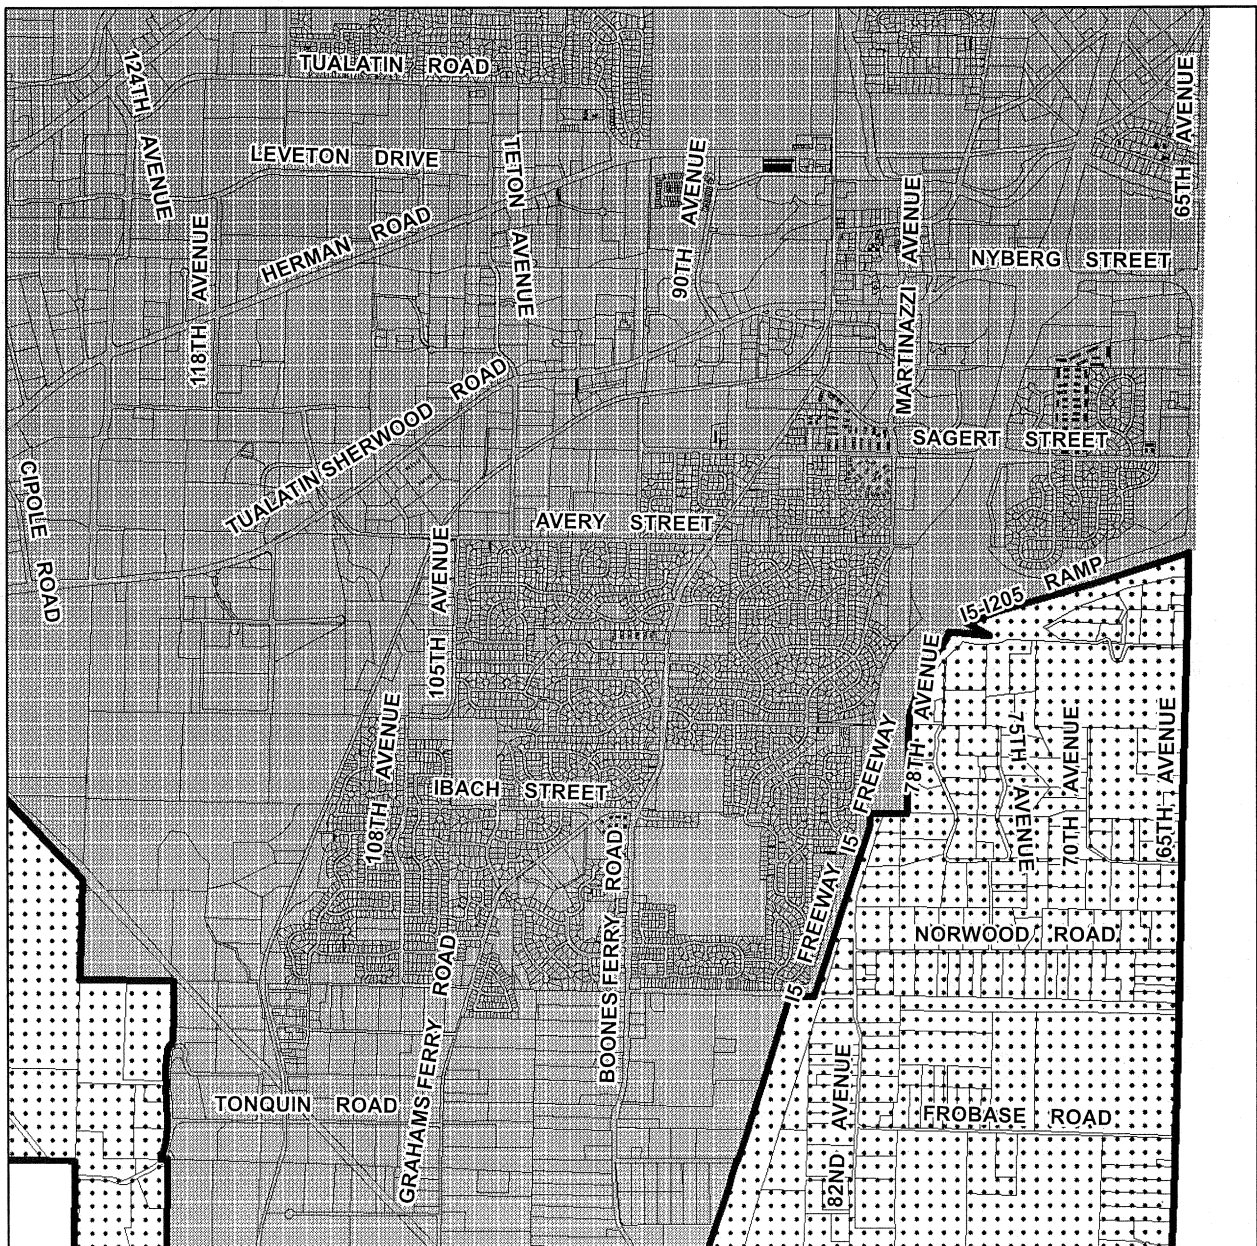 TUALATIN ROAD
124TH AVENUE
65TH AVENUE
LEVETON DRIVE
TETON AVENUE
90TH AVENUE
MARTINAZZI AVENUE
118TH AVENUE
HERMAN ROAD
NYBERG STREET
TUALATIN SHERWOOD ROAD
SAGERT STREET
CIPOLE ROAD
AVERY STREET
105TH AVENUE
I5-I205 RAMP
78TH AVENUE
108TH AVENUE
I5 FREEWAY
75TH AVENUE
70TH AVENUE
65TH AVENUE
IBACH STREET
BOONES FERRY ROAD
I5 FREEWAY
NORWOOD ROAD
GRAHAMS FERRY ROAD
82ND AVENUE
TONQUIN ROAD
FROBASE ROAD